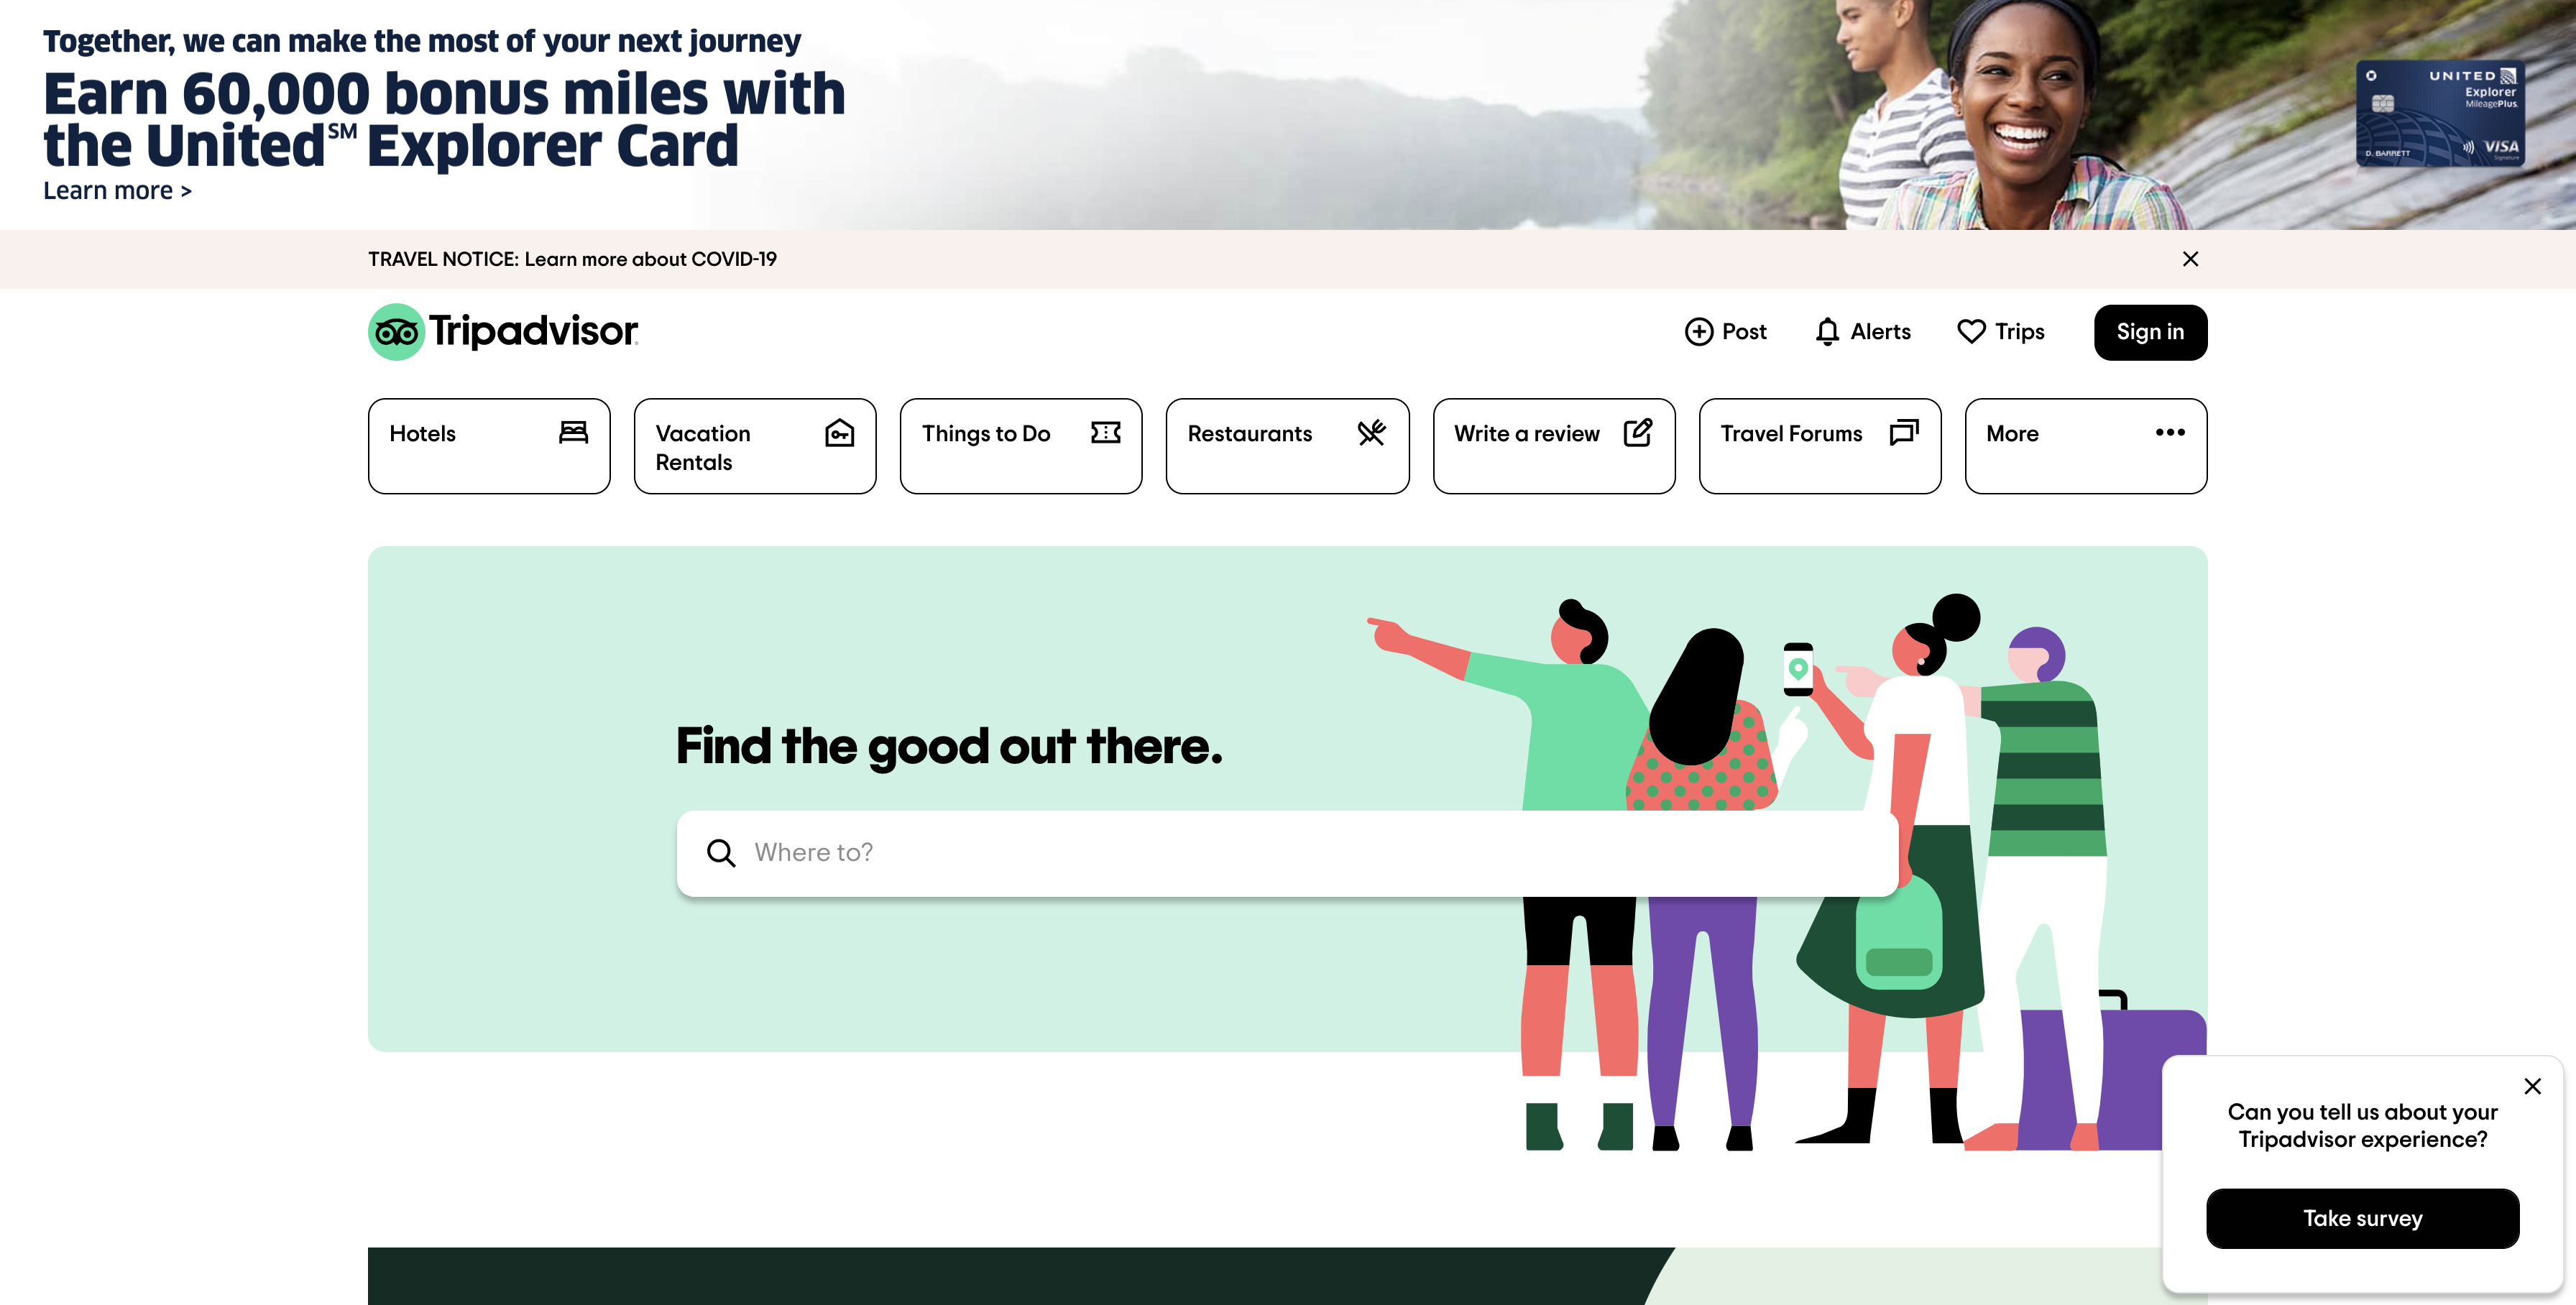 Together, we can make the most of your next journey
Earn 60,000 bonus miles with
the United℠ Explorer Card
Learn more >
UNITED
Explorer
MileagePlus
D. BARRETT
VISA
Signature
TRAVEL NOTICE: Learn more about COVID-19
Tripadvisor
Post
Alerts
Trips
Sign in
Hotels
Vacation
Rentals
Things to Do
Restaurants
Write a review
Travel Forums
More
Find the good out there.
Where to?
Can you tell us about your
Tripadvisor experience?
Take survey